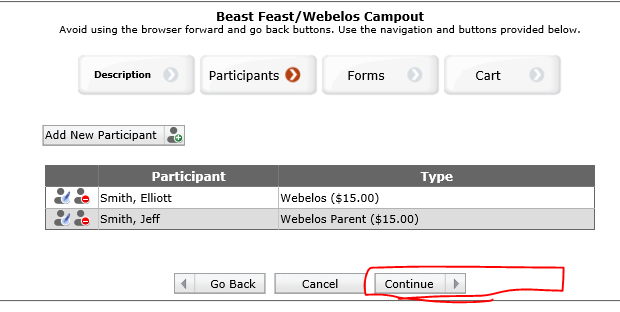 Beast Feast/Webelos Campout
Avoid using the browser forward and go back buttons. Use the navigation and buttons provided below.
Description Participants Forms Cart
Add New Participant
Participant Type
Smith, Elliott Webelos ($15.00)
Smith, Jeff Webelos Parent ($15.00)
Go Back Cancel Continue